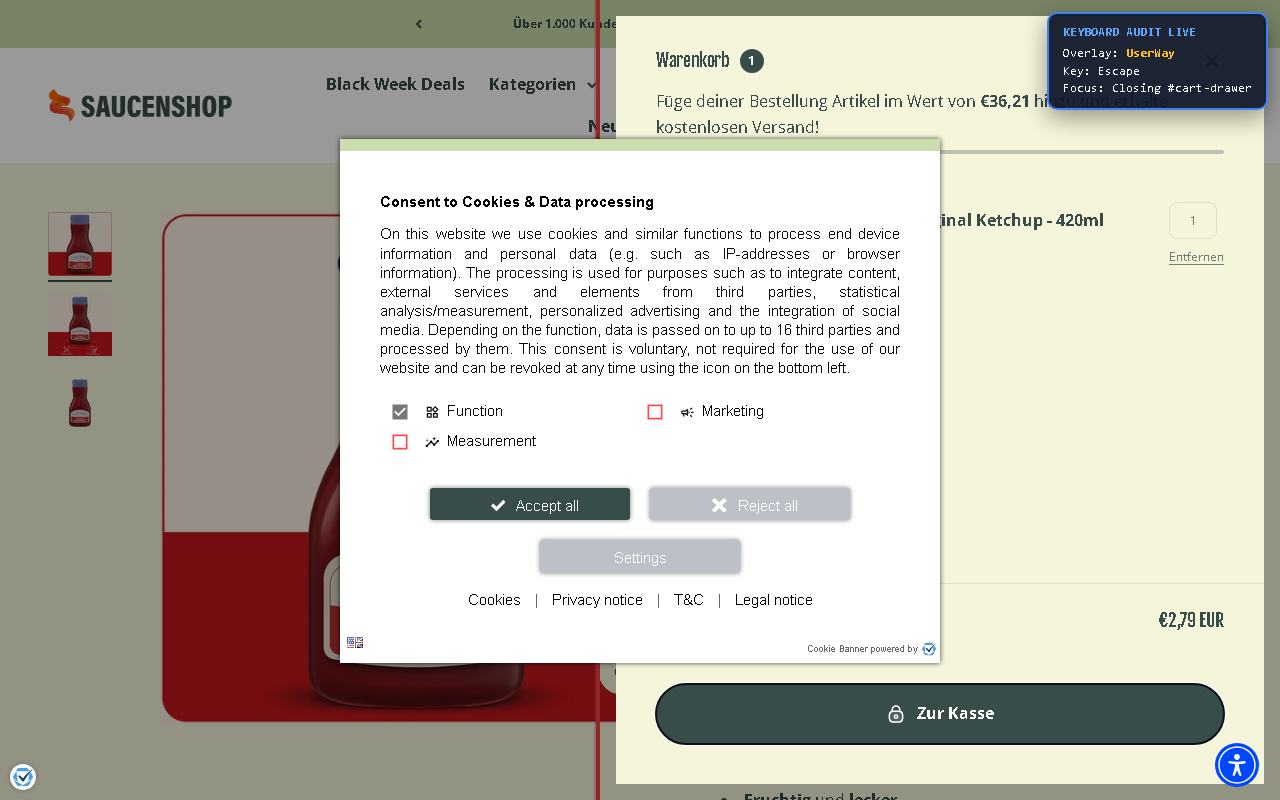 Über 1.000 Kunde
KEYBOARD AUDIT LIVE
Overlay: UserWay
Key: Escape
Focus: Closing #cart-drawer
SAUCENSHOP
Black Week Deals
Kategorien
Neu
Warenkorb 1
Füge deiner Bestellung Artikel im Wert von €36,21 hinzu und erhalte
kostenlosen Versand!
ginal Ketchup - 420ml
1
Entfernen
Consent to Cookies & Data processing
On this website we use cookies and similar functions to process end device
information and personal data (e.g. such as IP-addresses or browser
information). The processing is used for purposes such as to integrate content,
external services and elements from third parties, statistical
analysis/measurement, personalized advertising and the integration of social
media. Depending on the function, data is passed on to up to 16 third parties and
processed by them. This consent is voluntary, not required for the use of our
website and can be revoked at any time using the icon on the bottom left.
Function
Marketing
Measurement
Accept all
Reject all
Settings
Cookies | Privacy notice | T&C | Legal notice
Cookie Banner powered by
€2,79 EUR
Zur Kasse
Fruchtig und lecker